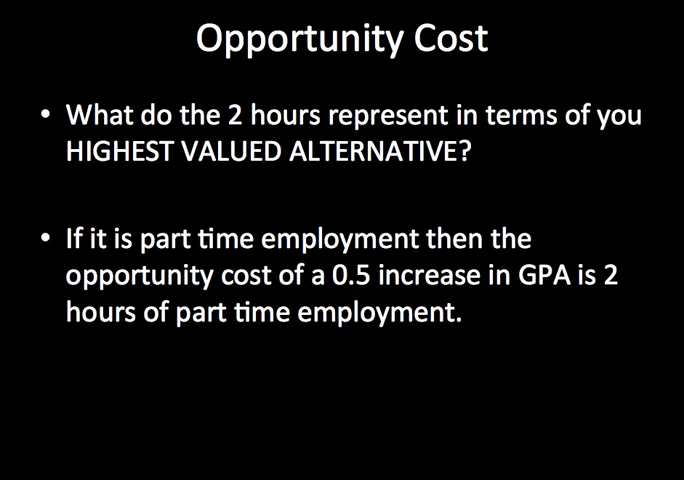 Opportunity Cost
• What do the 2 hours represent in terms of you
HIGHEST VALUED ALTERNATIVE?
• If it is part time employment then the
opportunity cost of a 0.5 increase in GPA is 2
hours of part time employment.